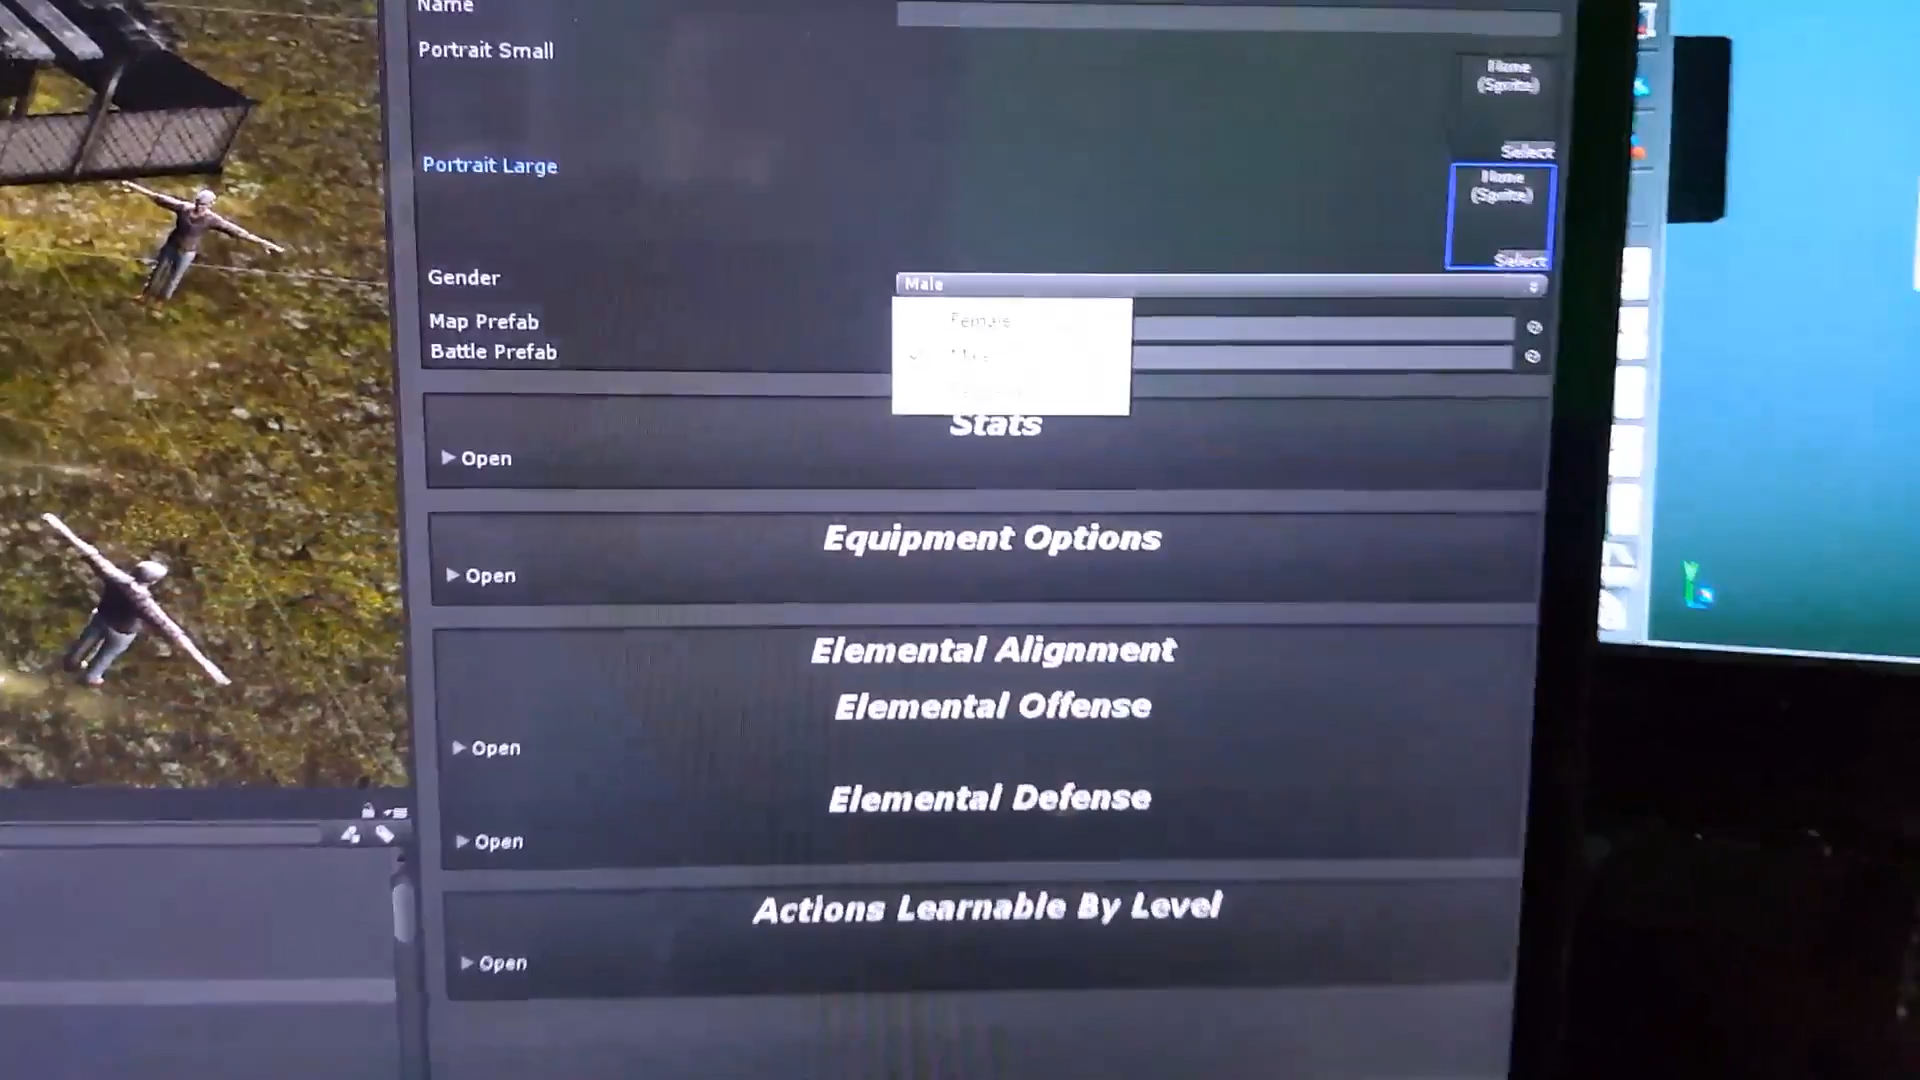 Name
Portrait Small
None
(Sprite)
Select
Portrait Large
None
(Sprite)
Select
Gender
Male
Female
Male
Map Prefab
Battle Prefab
Stats
Open
Equipment Options
Open
Elemental Alignment
Elemental Offense
Open
Elemental Defense
Open
Actions Learnable By Level
Open